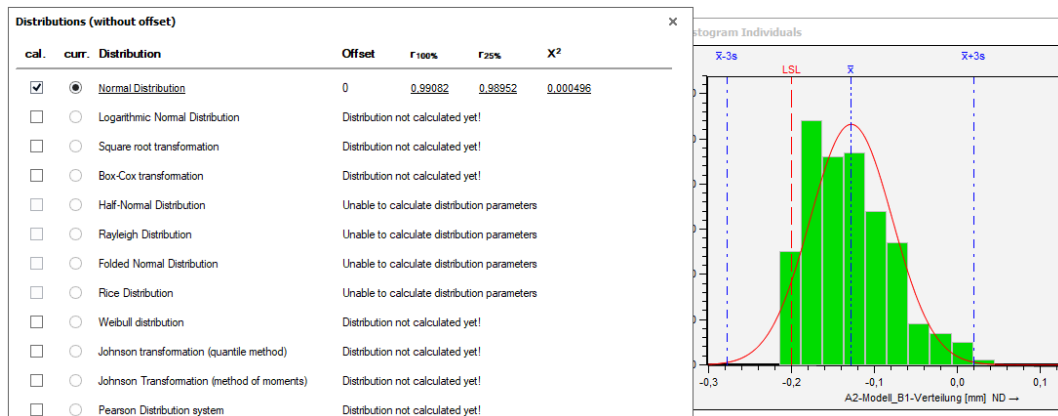 Distributions (without offset) ×
cal. curr. Distribution Offset r100% r25% X²
Normal Distribution 0 0,99082 0,98952 0,000496
Logarithmic Normal Distribution Distribution not calculated yet!
Square root transformation Distribution not calculated yet!
Box-Cox transformation Distribution not calculated yet!
Half-Normal Distribution Unable to calculate distribution parameters
Rayleigh Distribution Unable to calculate distribution parameters
Folded Normal Distribution Unable to calculate distribution parameters
Rice Distribution Unable to calculate distribution parameters
Weibull distribution Distribution not calculated yet!
Johnson transformation (quantile method) Distribution not calculated yet!
Johnson Transformation (method of moments) Distribution not calculated yet!
Pearson Distribution system Distribution not calculated yet!
stogram Individuals
x̄-3s x̄+3s
LSL x̄
-0,3 -0,2 -0,1 0,0 0,1
A2-Modell_B1-Verteilung [mm] ND →